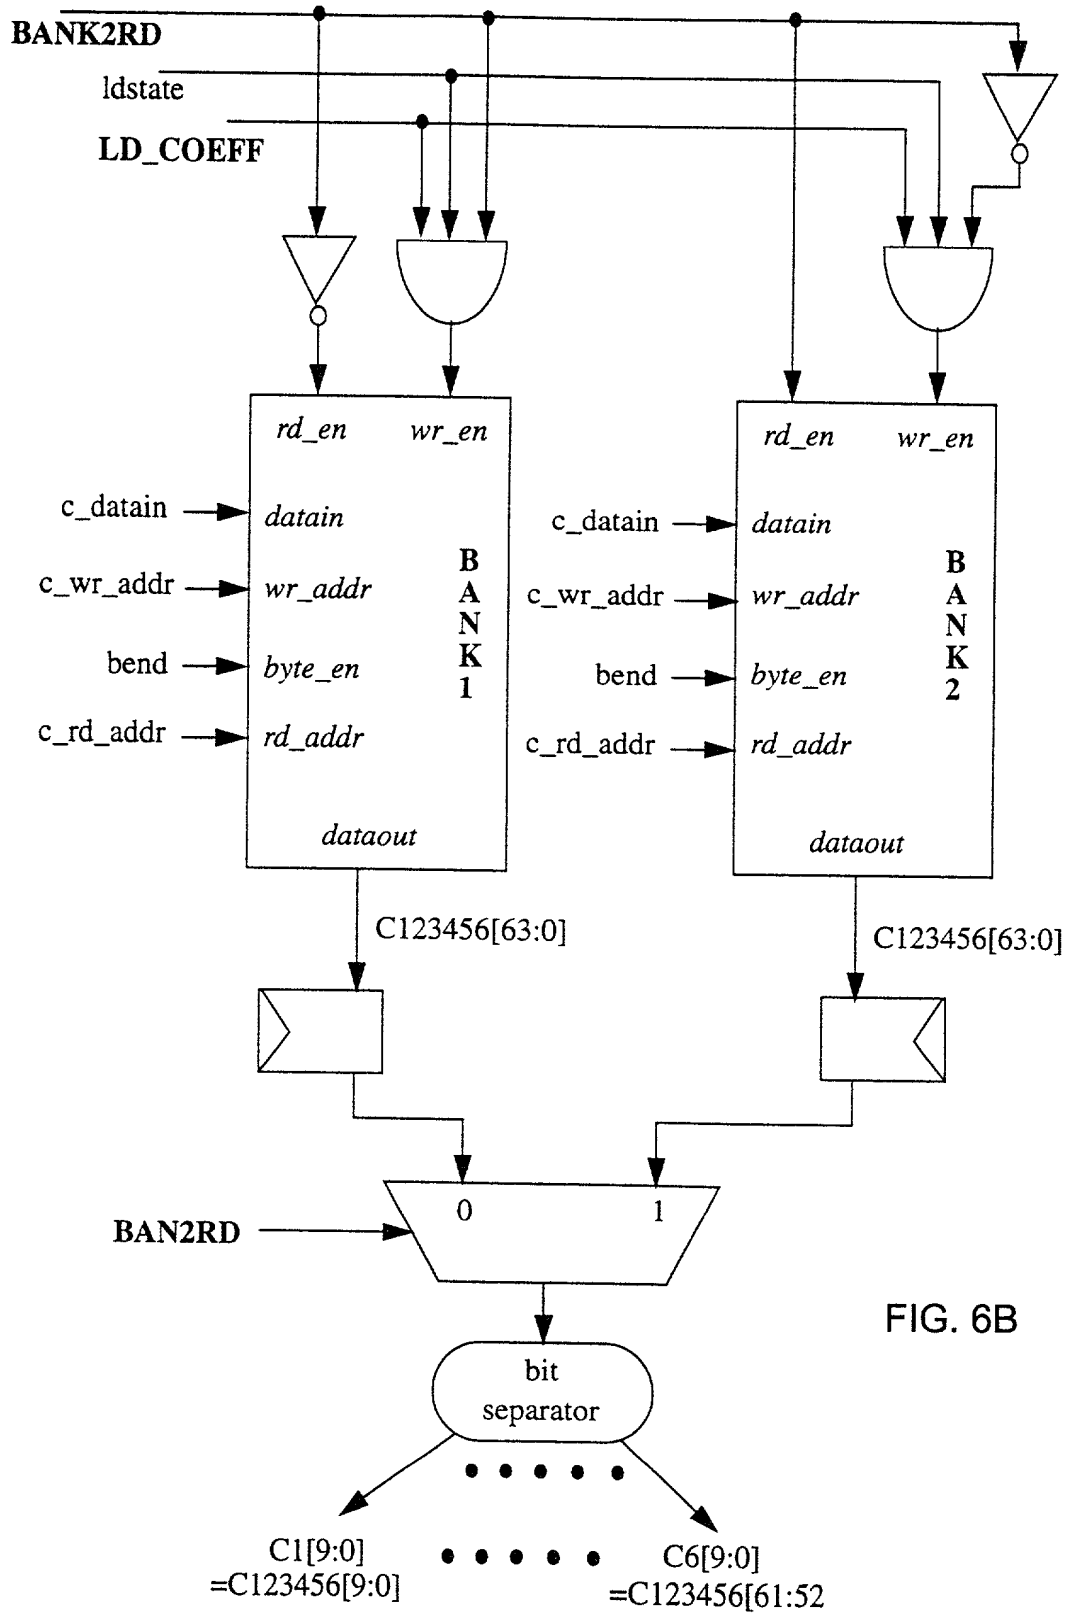 BANK2RD
ldstate
LD_COEFF
rd_en wr_en
rd_en wr_en
c_datain datain
c_datain datain
c_wr_addr wr_addr
c_wr_addr wr_addr
bend byte_en
bend byte_en
c_rd_addr rd_addr
c_rd_addr rd_addr
BANK1
BANK2
dataout
dataout
C123456[63:0]
C123456[63:0]
0 1
BAN2RD
FIG. 6B
bit
separator
C1[9:0]
=C123456[9:0]
C6[9:0]
=C123456[61:52